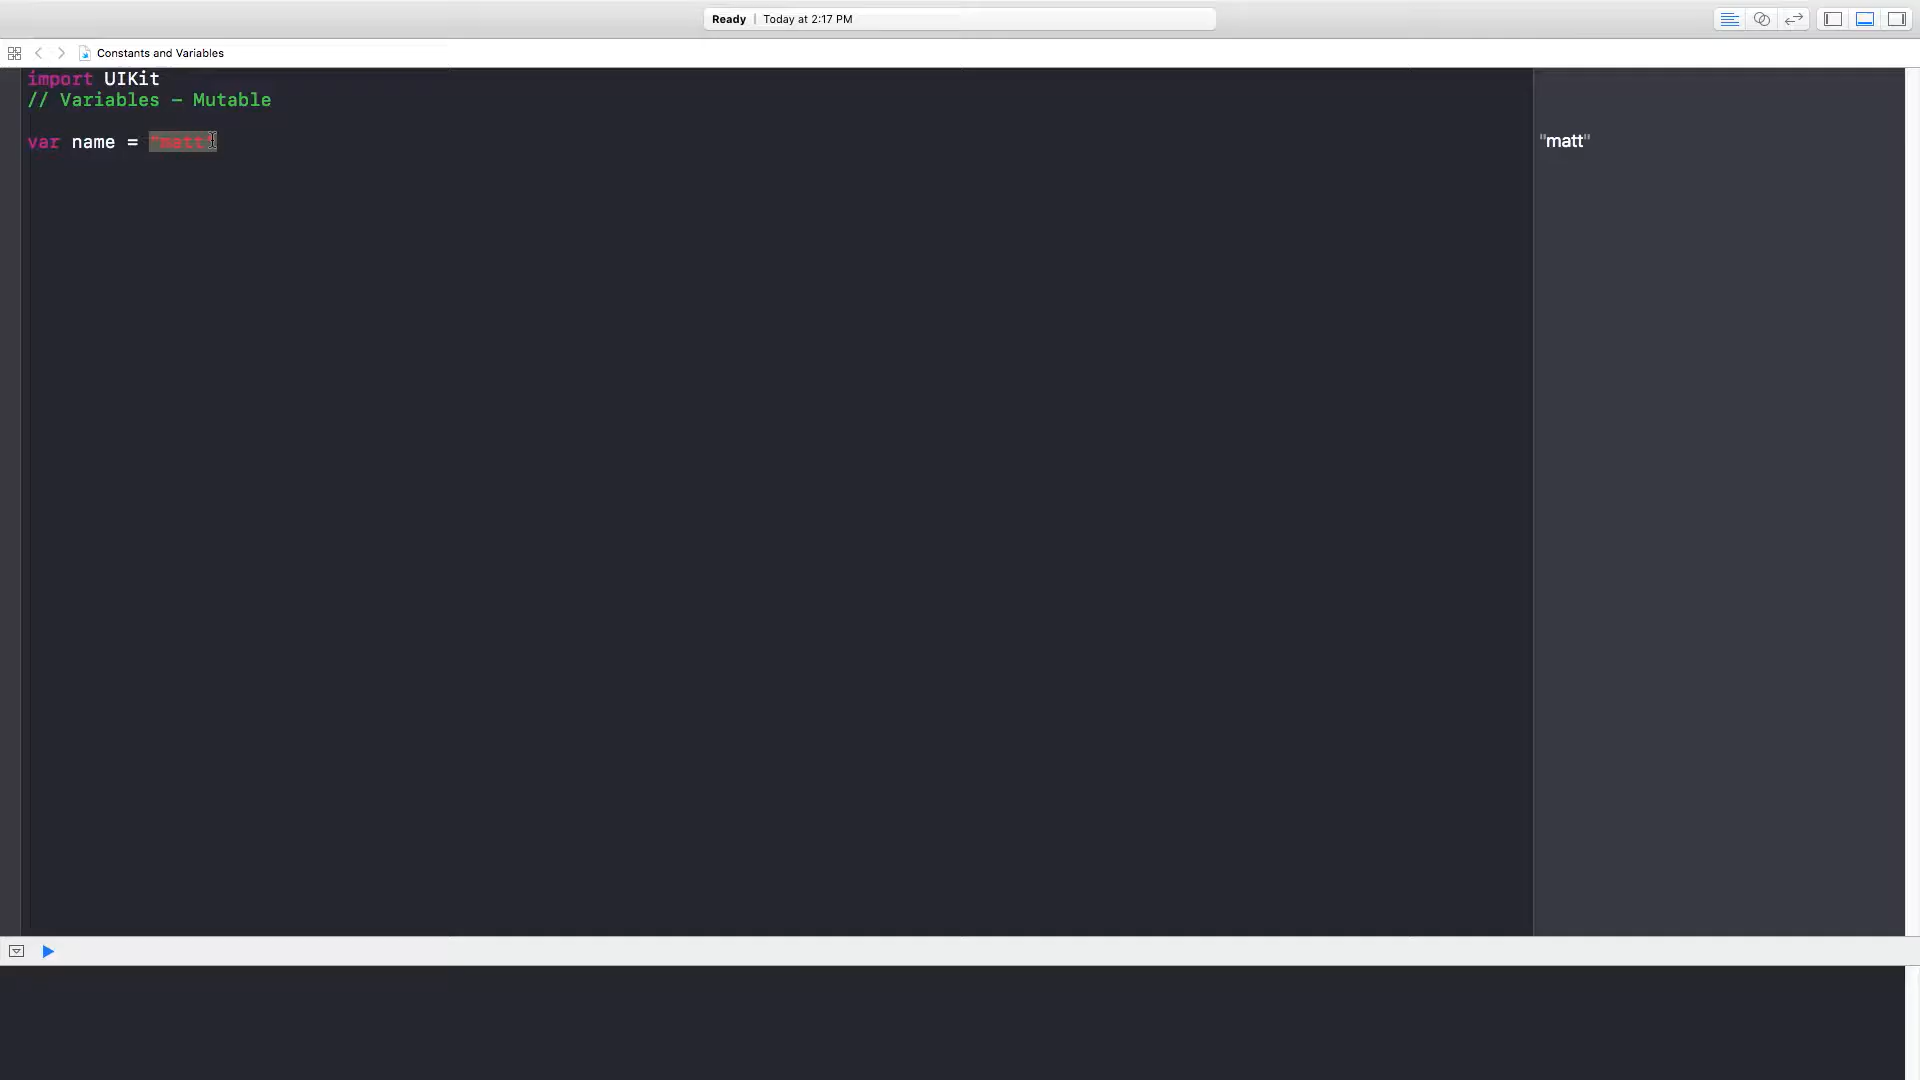 Ready | Today at 2:17 PM
Constants and Variables
import UIKit
// Variables - Mutable
var name = "matt"
"matt"